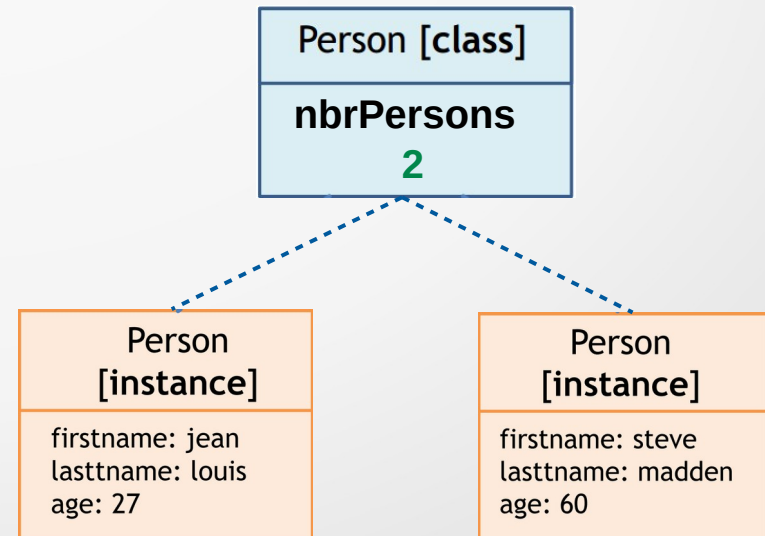 Person [class]
nbrPersons
2
Person
[instance]
firstname: jean
lasttname: louis
age: 27
Person
[instance]
firstname: steve
lasttname: madden
age: 60